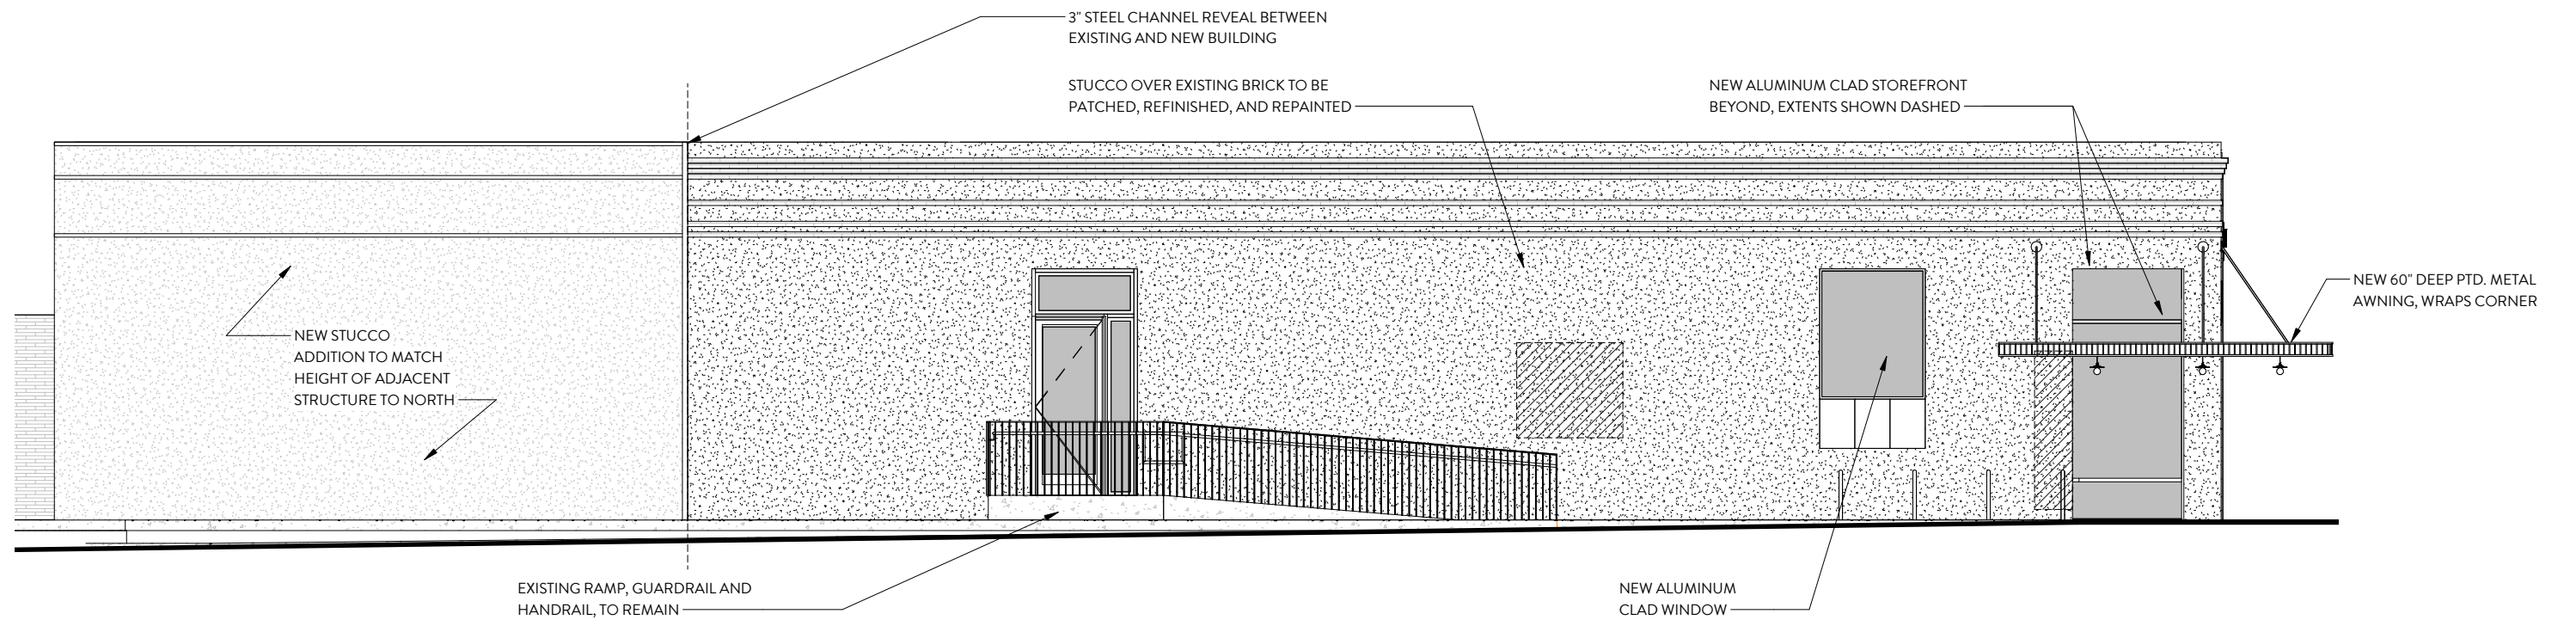 3" STEEL CHANNEL REVEAL BETWEEN
EXISTING AND NEW BUILDING
STUCCO OVER EXISTING BRICK TO BE
PATCHED, REFINISHED, AND REPAINTED
NEW ALUMINUM CLAD STOREFRONT
BEYOND, EXTENTS SHOWN DASHED
NEW 60" DEEP PTD. METAL
AWNING, WRAPS CORNER
NEW STUCCO
ADDITION TO MATCH
HEIGHT OF ADJACENT
STRUCTURE TO NORTH
EXISTING RAMP, GUARDRAIL AND
HANDRAIL, TO REMAIN
NEW ALUMINUM
CLAD WINDOW